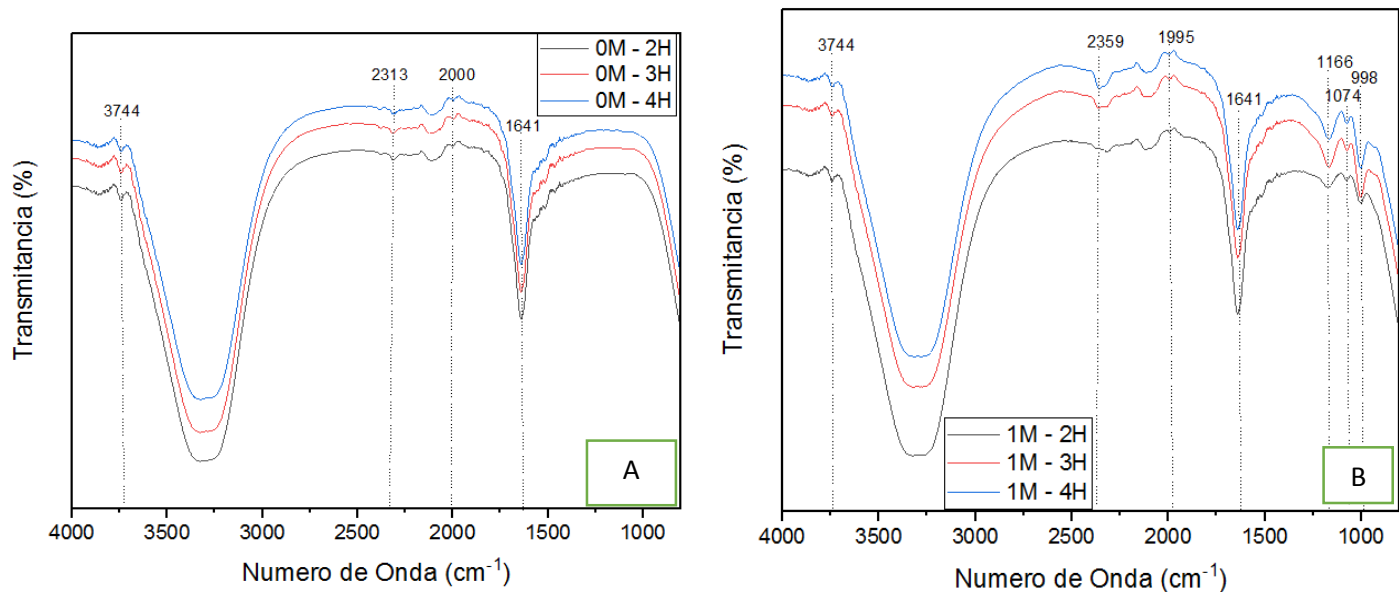 0M - 2H
0M - 3H
0M - 4H
3744
2313
2000
1641
Transmitancia (%)
A
4000
3500
3000
2500
2000
1500
1000
Numero de Onda (cm⁻¹)
3744
2359
1995
1641
1166
1074
998
Transmitancia (%)
1M - 2H
1M - 3H
1M - 4H
B
4000
3500
3000
2500
2000
1500
1000
Numero de Onda (cm⁻¹)